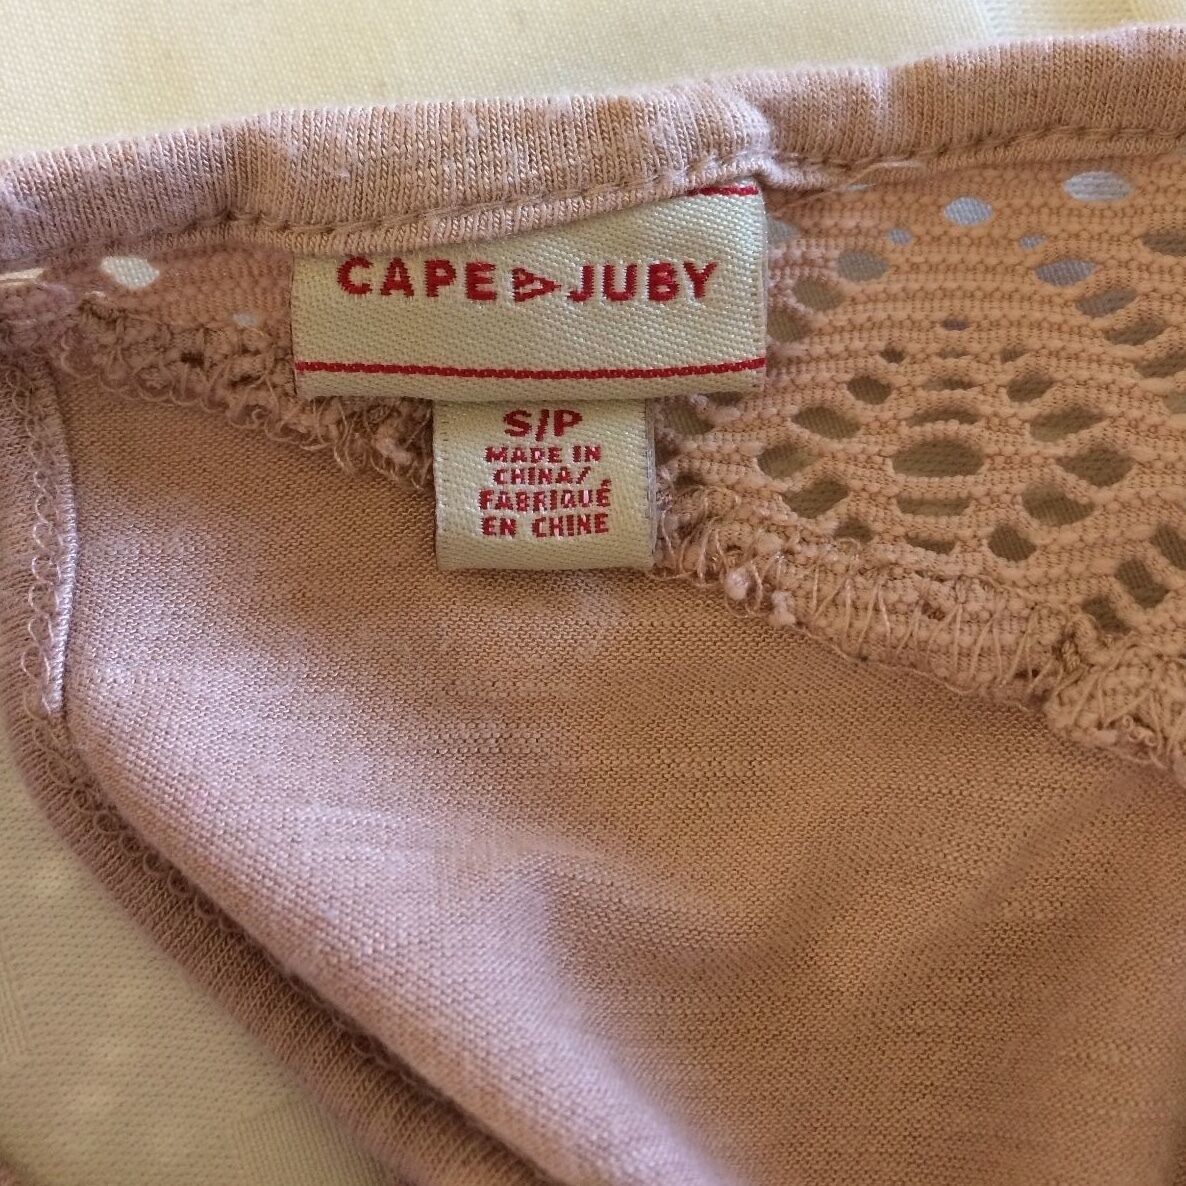 CAPE JUBY
S/P
MADE IN
CHINA/
FABRIQUÉ
EN CHINE